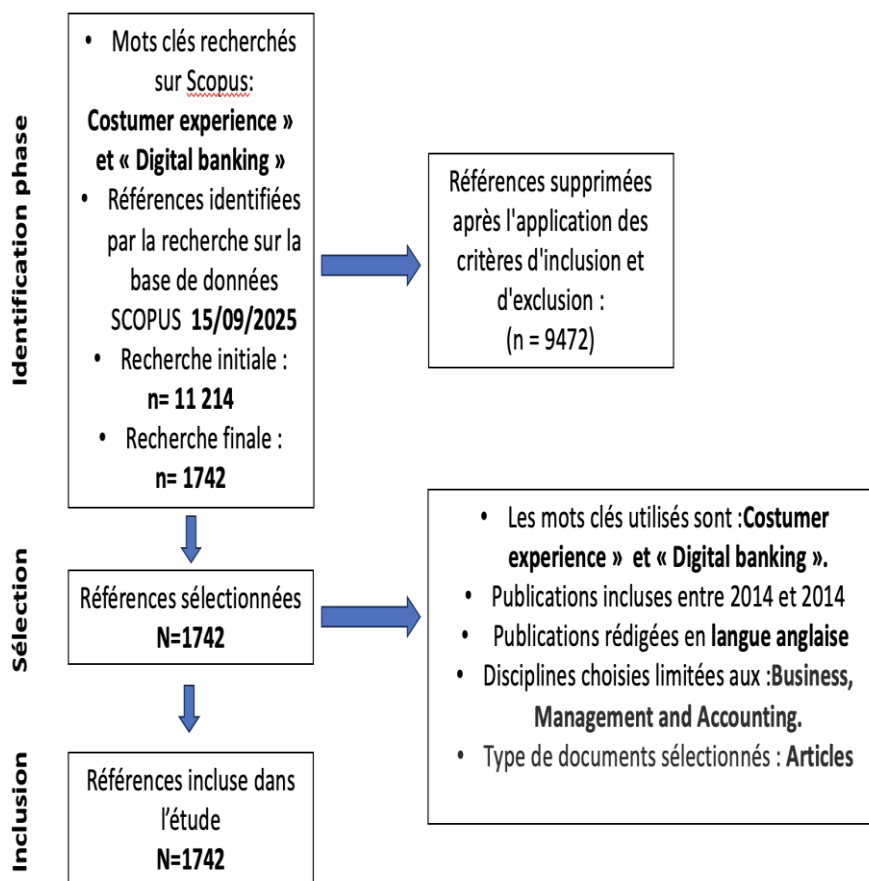 Identification phase
• Mots clés recherchés
sur Scopus:
Costumer experience »
et « Digital banking »
• Références identifiées
par la recherche sur la
base de données
SCOPUS 15/09/2025
• Recherche initiale :
n= 11 214
• Recherche finale :
n= 1742
Références supprimées
après l'application des
critères d'inclusion et
d'exclusion :
(n = 9472)
Sélection
Références sélectionnées
N=1742
• Les mots clés utilisés sont :Costumer
experience » et « Digital banking ».
• Publications incluses entre 2014 et 2014
• Publications rédigées en langue anglaise
• Disciplines choisies limitées aux :Business,
Management and Accounting.
• Type de documents sélectionnés : Articles
Inclusion
Références incluse dans
l’étude
N=1742